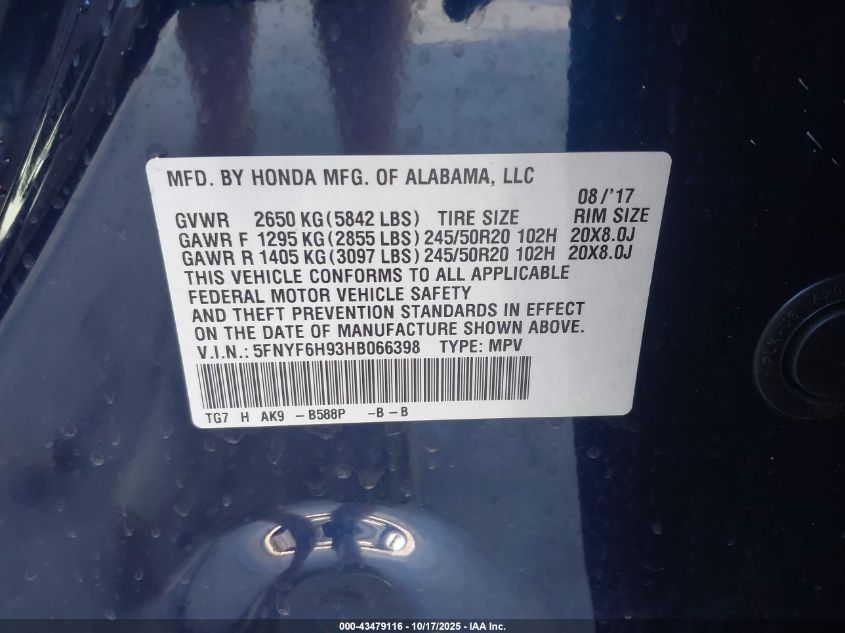 MFD. BY HONDA MFG. OF ALABAMA, LLC
08/'17
GVWR 2650 KG(5842 LBS) TIRE SIZE RIM SIZE
GAWR F 1295 KG(2855 LBS)245/50R20 102H 20X8.0J
GAWR R 1405 KG(3097 LBS)245/50R20 102H 20X8.0J
THIS VEHICLE CONFORMS TO ALL APPLICABLE
FEDERAL MOTOR VEHICLE SAFETY
AND THEFT PREVENTION STANDARDS IN EFFECT
ON THE DATE OF MANUFACTURE SHOWN ABOVE.
V.I.N.: 5FNYF6H93HB066398 TYPE: MPV
TG7 H AK9 -B588P -B-B
000-43479116 - 10/17/2025 - IAA Inc.